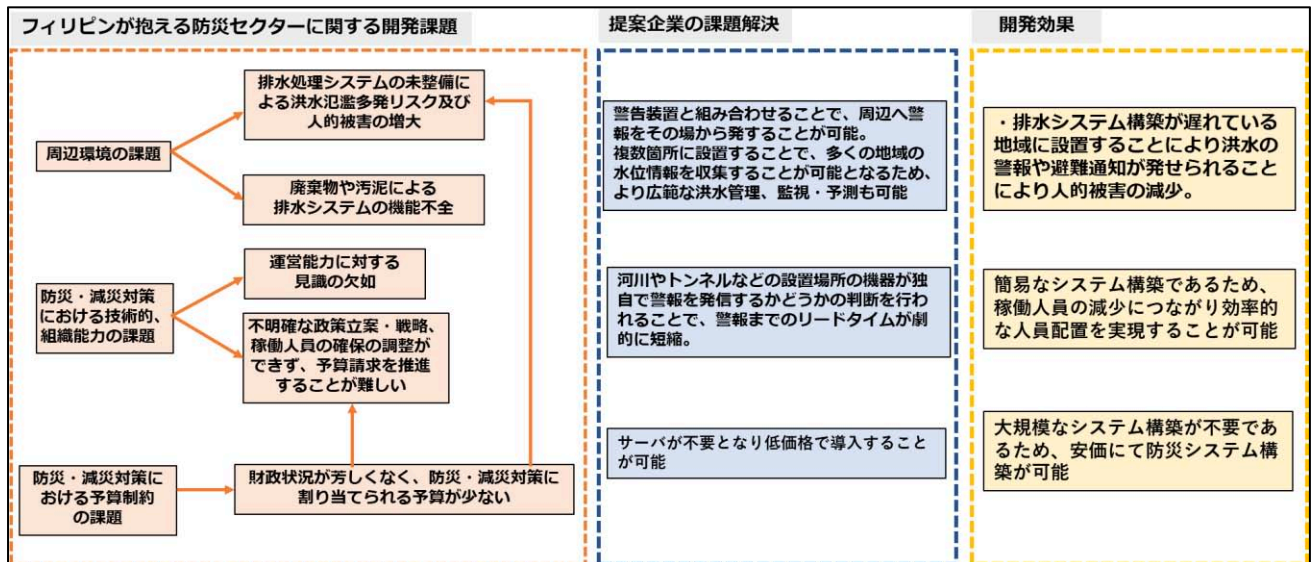 フィリピンが抱える防災セクターに関する開発課題
排水処理システムの未整備に
よる洪水氾濫多発リスク及び
人的被害の増大
周辺環境の課題
廃棄物や汚泥による
排水システムの機能不全
運営能力に対する
見識の欠如
防災・減災対策
における技術的、
組織能力の課題
不明確な政策立案・戦略、
稼働人員の確保の調整が
できず、予算請求を推進
することが難しい
防災・減災対策に
おける予算制約
の課題
財政状況が芳しくなく、防災・減災対策に
割り当てられる予算が少ない
提案企業の課題解決
警告装置と組み合わせることで、周辺へ警
報をその場から発することが可能。
複数箇所に設置することで、多くの地域の
水位情報を収集することが可能となるため、
より広範な洪水管理、監視・予測も可能
河川やトンネルなどの設置場所の機器が独
自で警報を発信するかどうかの判断を行わ
れることで、警報までのリードタイムが劇
的に短縮。
サーバが不要となり低価格で導入すること
が可能
開発効果
・排水システム構築が遅れている
地域に設置することにより洪水の
警報や避難通知が発せられること
により人的被害の減少。
簡易なシステム構築であるため、
稼働人員の減少につながり効率的
な人員配置を実現することが可能
大規模なシステム構築が不要であ
るため、安価にて防災システム構
築が可能